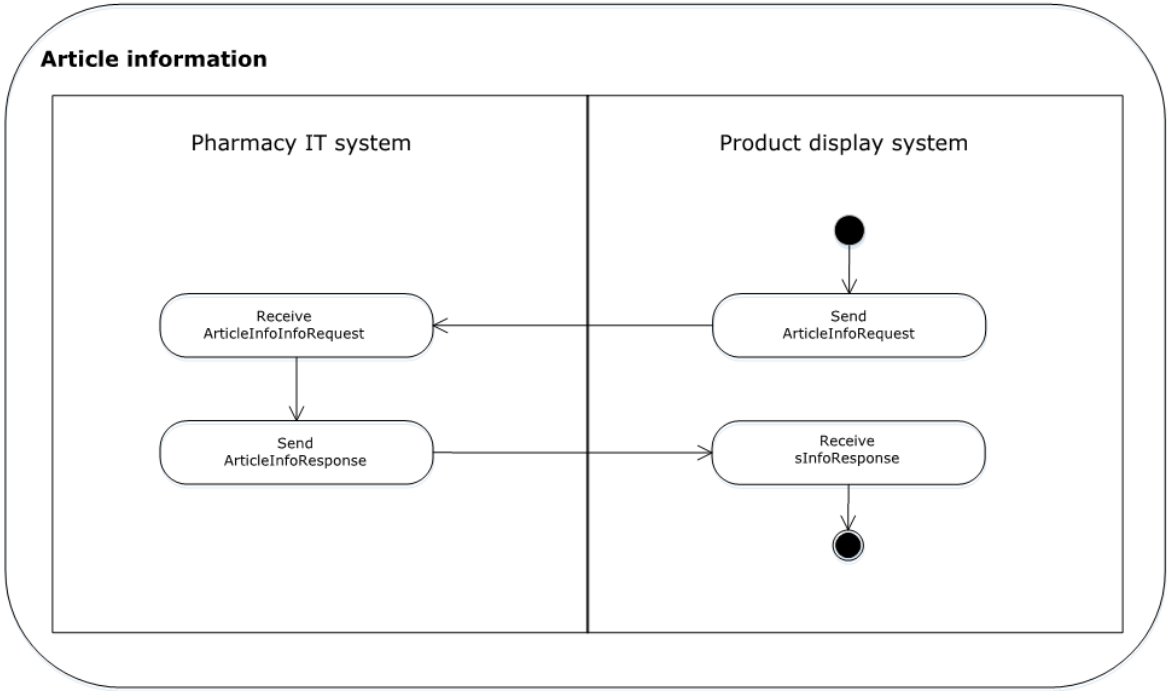 Article information
Pharmacy IT system
Product display system
Receive
ArticleInfoInfoRequest
Send
ArticleInfoRequest
Send
ArticleInfoResponse
Receive
sInfoResponse